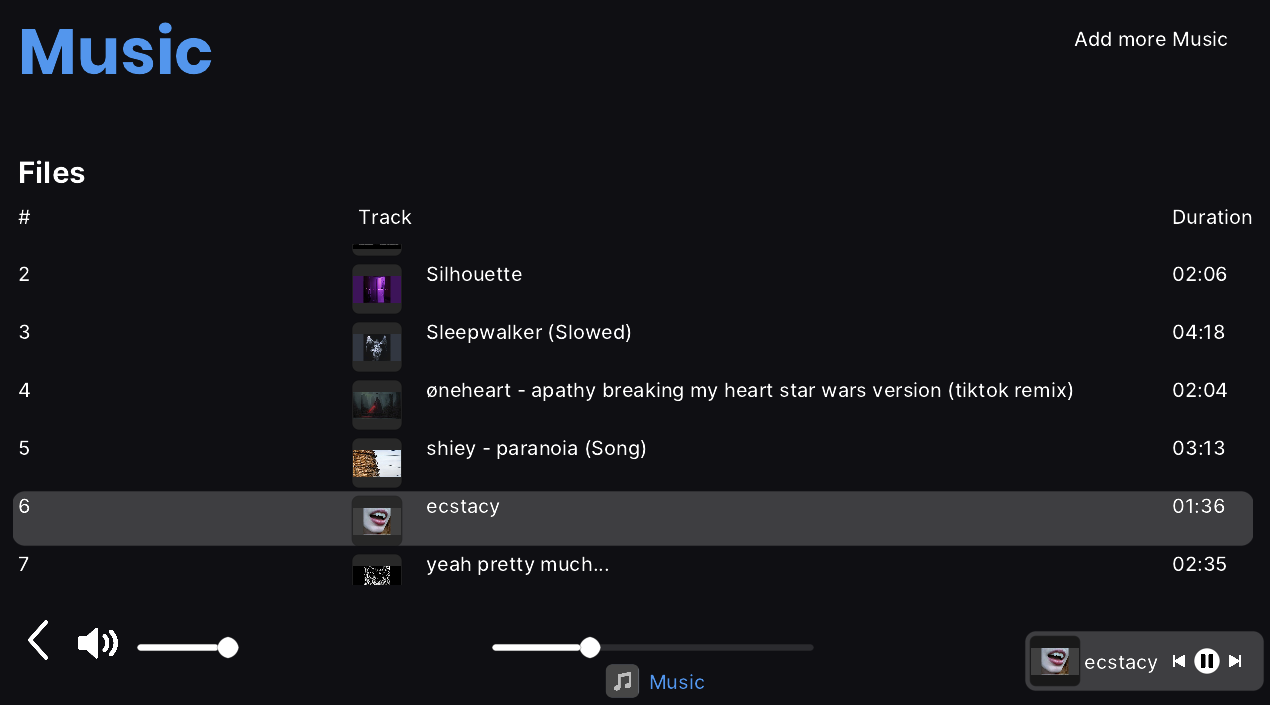 Music
Add more Music
Files
# Track Duration
2 Silhouette 02:06
3 Sleepwalker (Slowed) 04:18
4 øneheart - apathy breaking my heart star wars version (tiktok remix) 02:04
5 shiey - paranoia (Song) 03:13
6 ecstacy 01:36
7 yeah pretty much... 02:35
ecstacy
Music